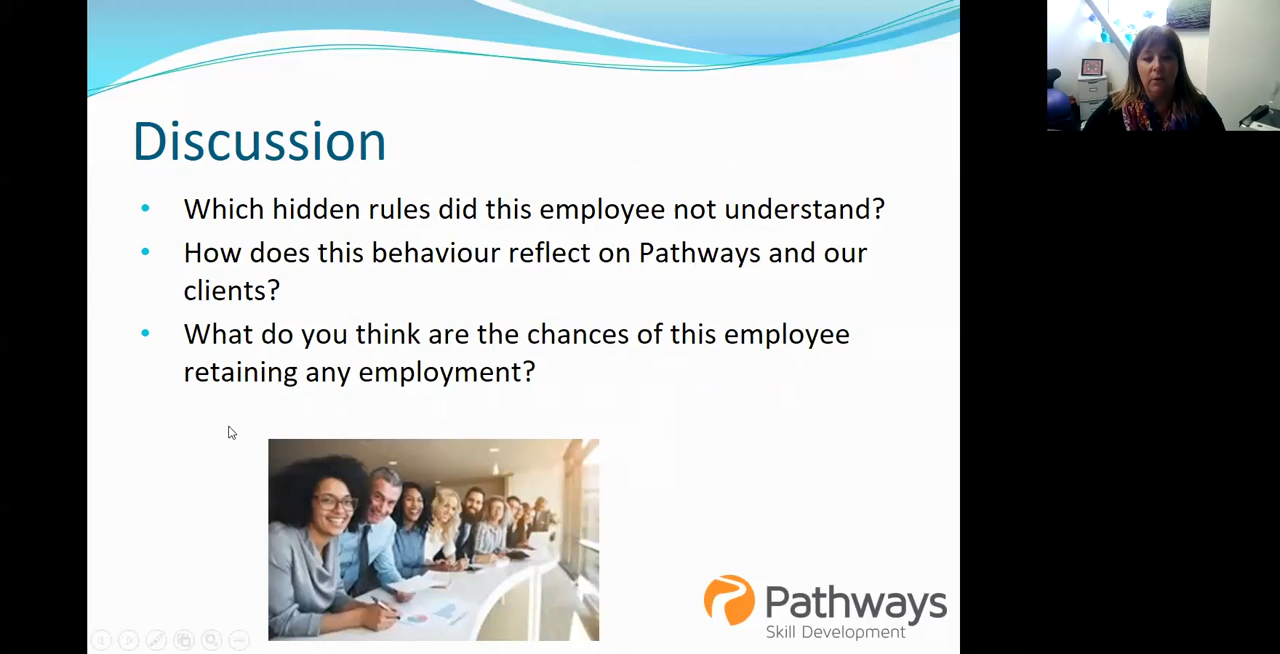 Discussion
• Which hidden rules did this employee not understand?
• How does this behaviour reflect on Pathways and our
clients?
• What do you think are the chances of this employee
retaining any employment?
Pathways
Skill Development